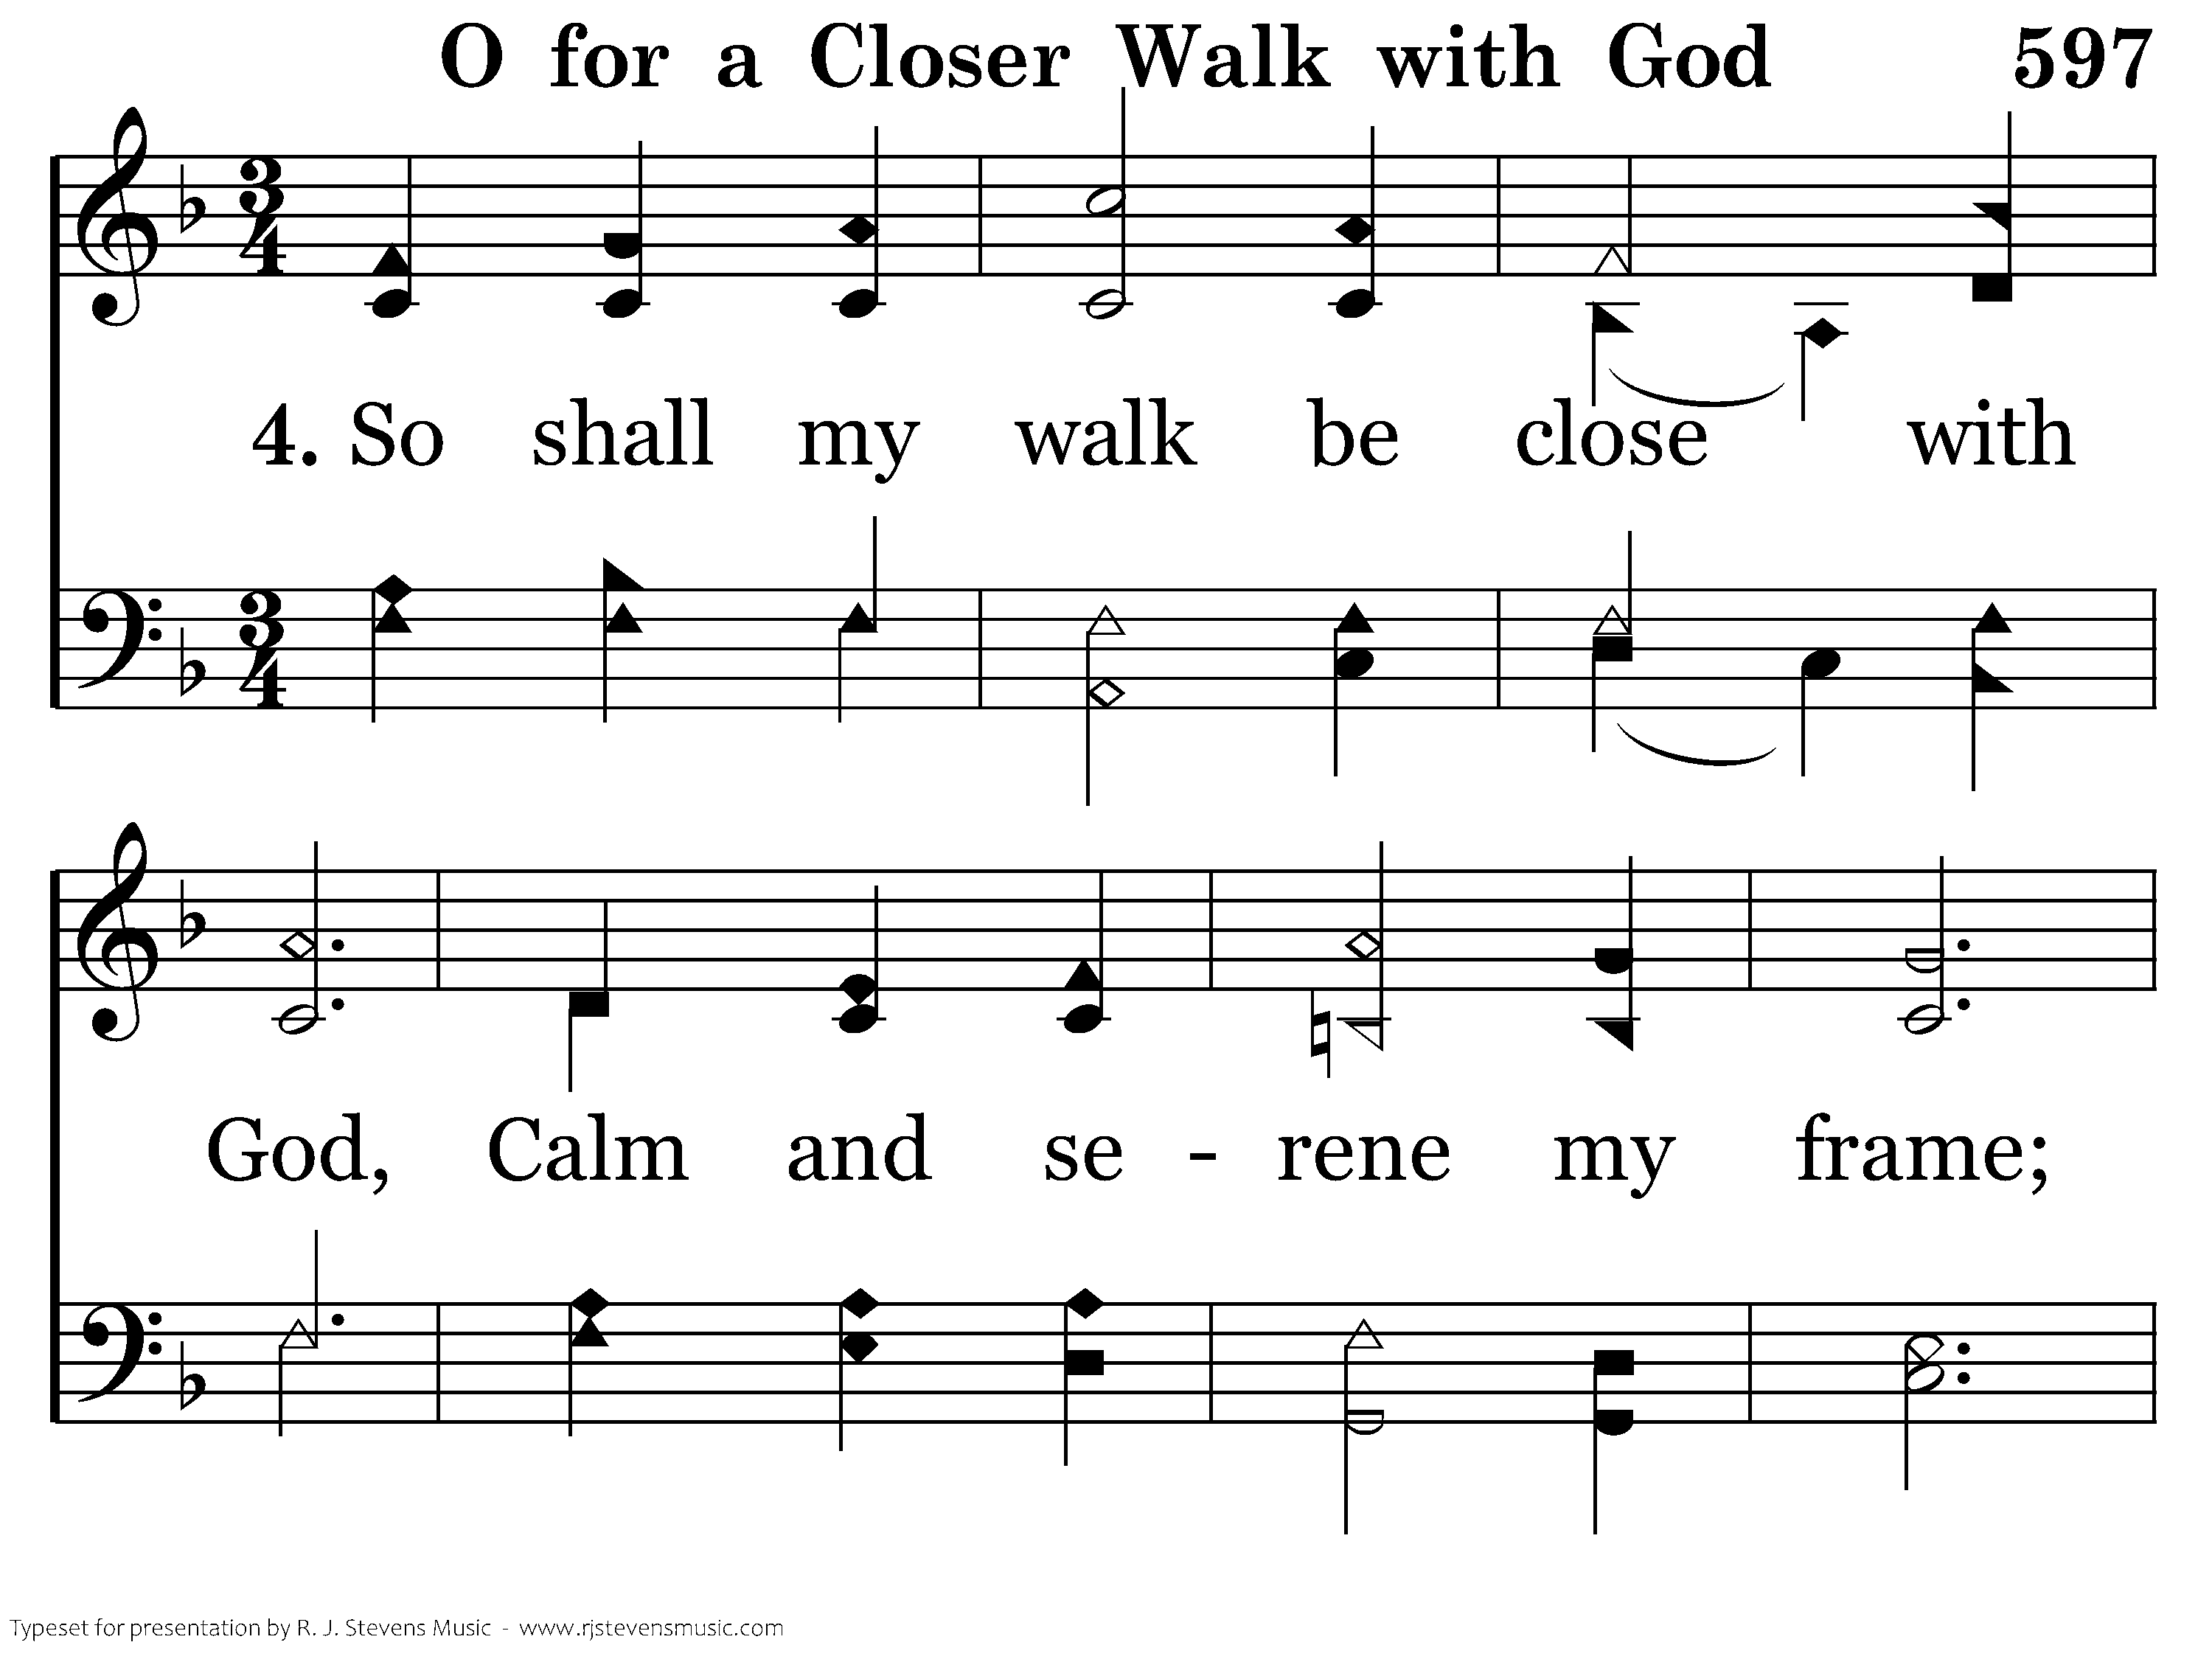 O for a Closer Walk with God 597
4. So shall my walk be close with
God, Calm and se - rene my frame;
Typeset for presentation by R. J. Stevens Music - www.rjstevensmusic.com